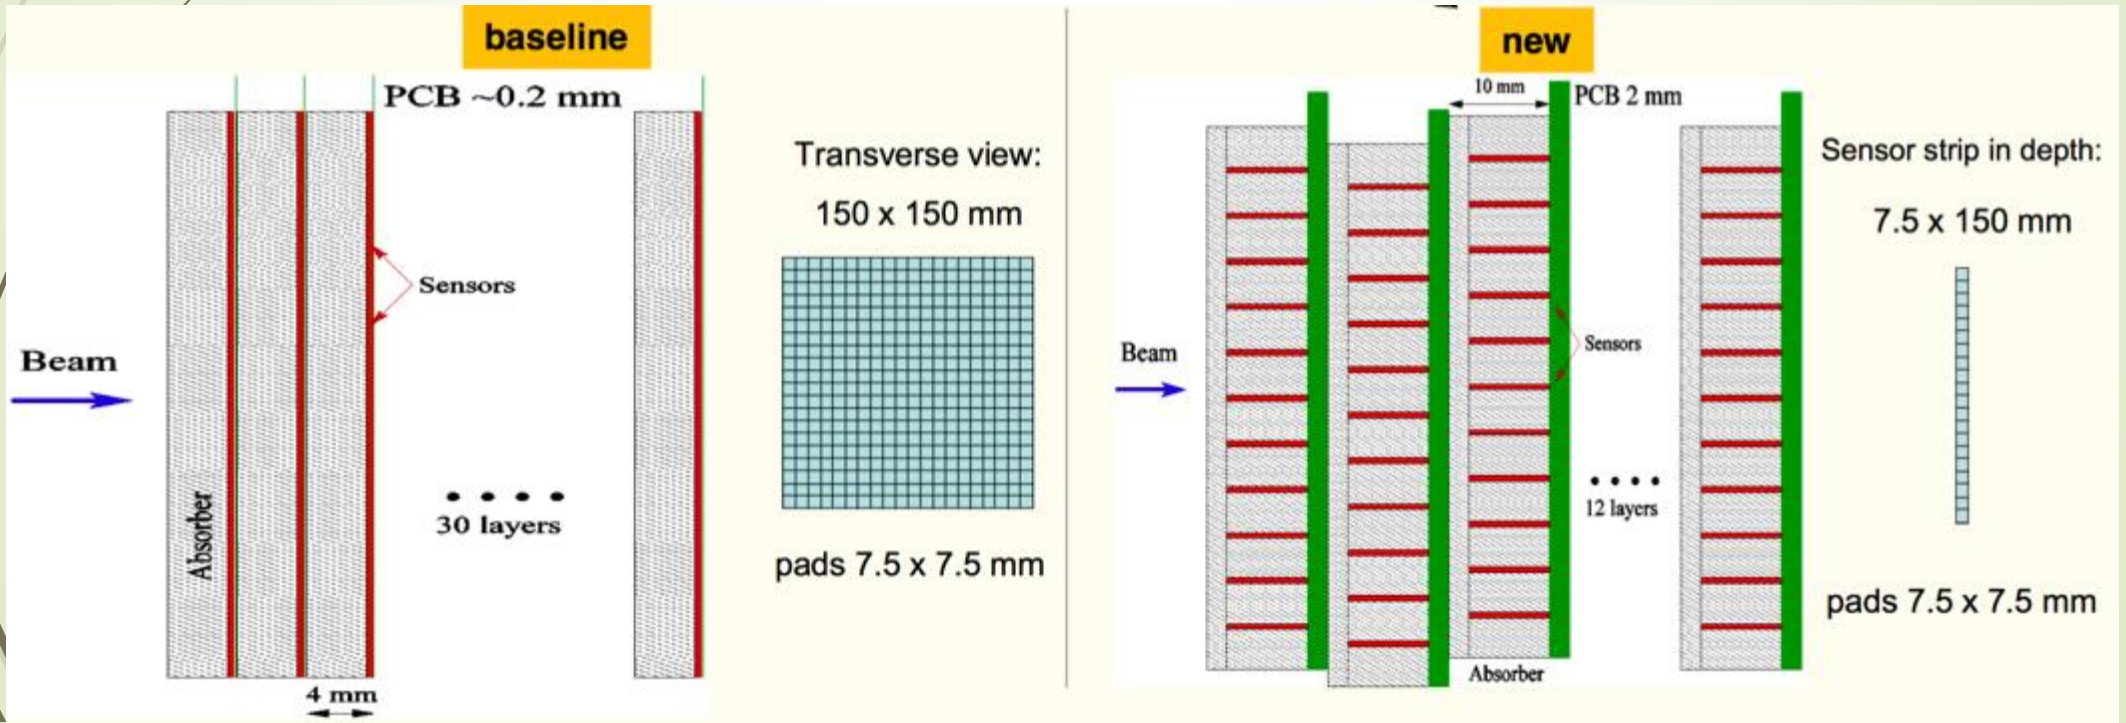 baseline
PCB ~0.2 mm
Transverse view:
150 x 150 mm
Sensors
Beam
Absorber
30 layers
pads 7.5 x 7.5 mm
4 mm
new
10 mm
PCB 2 mm
Sensor strip in depth:
7.5 x 150 mm
Sensors
Beam
12 layers
pads 7.5 x 7.5 mm
Absorber